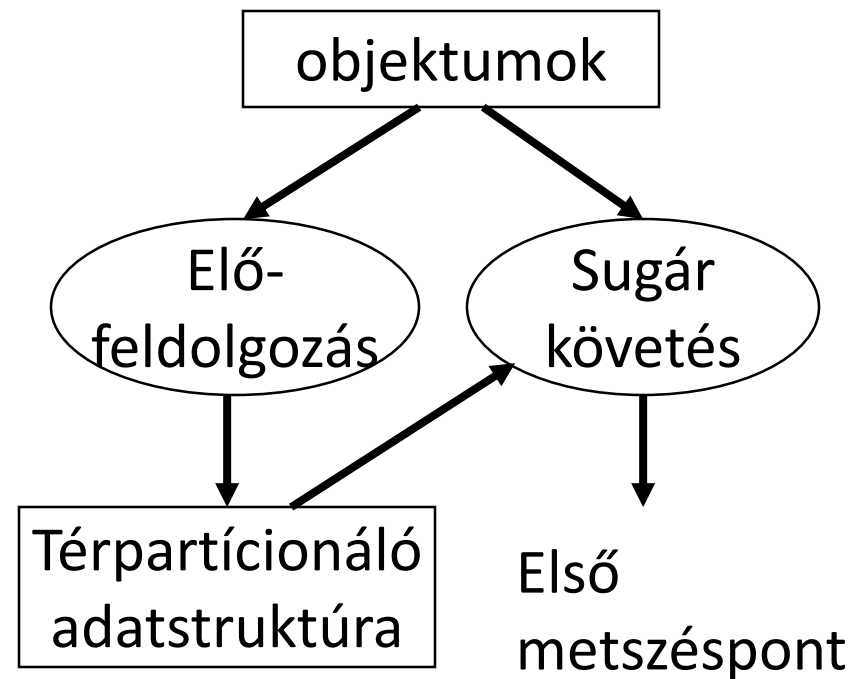 objektumok
Elő-
feldolgozás
Sugár
követés
Térpartícionáló
adatstruktúra
Első
metszéspont